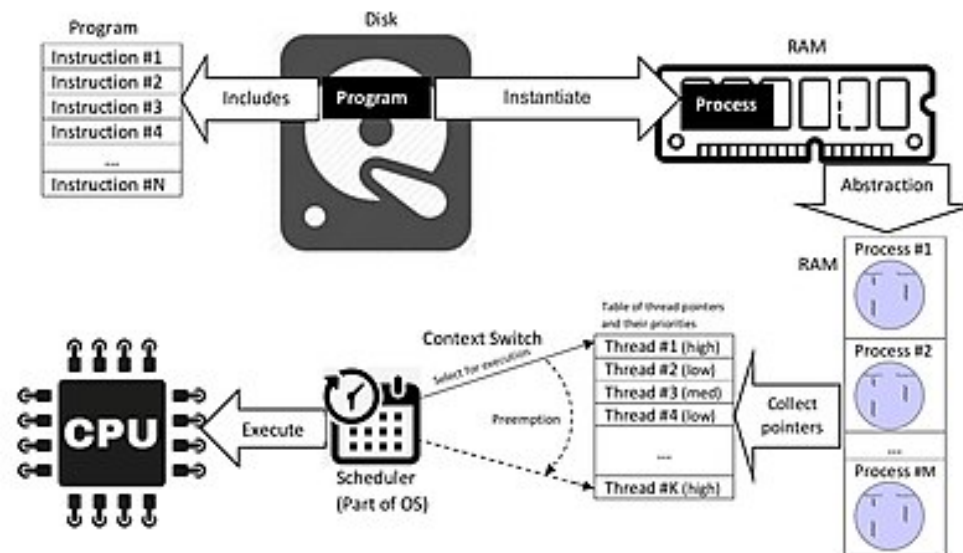 Program
Instruction #1
Instruction #2
Instruction #3
Instruction #4
...
Instruction #N
Includes
Disk
Program
Instantiate
RAM
Process
Abstraction
RAM
Process #1
Process #2
...
Process #M
Collect
pointers
Table of thread pointers
and their priorities
Thread #1 (high)
Thread #2 (low)
Thread #3 (med)
Thread #4 (low)
...
Thread #K (high)
Context Switch
Select for execution
Preemption
Scheduler
(Part of OS)
Execute
CPU